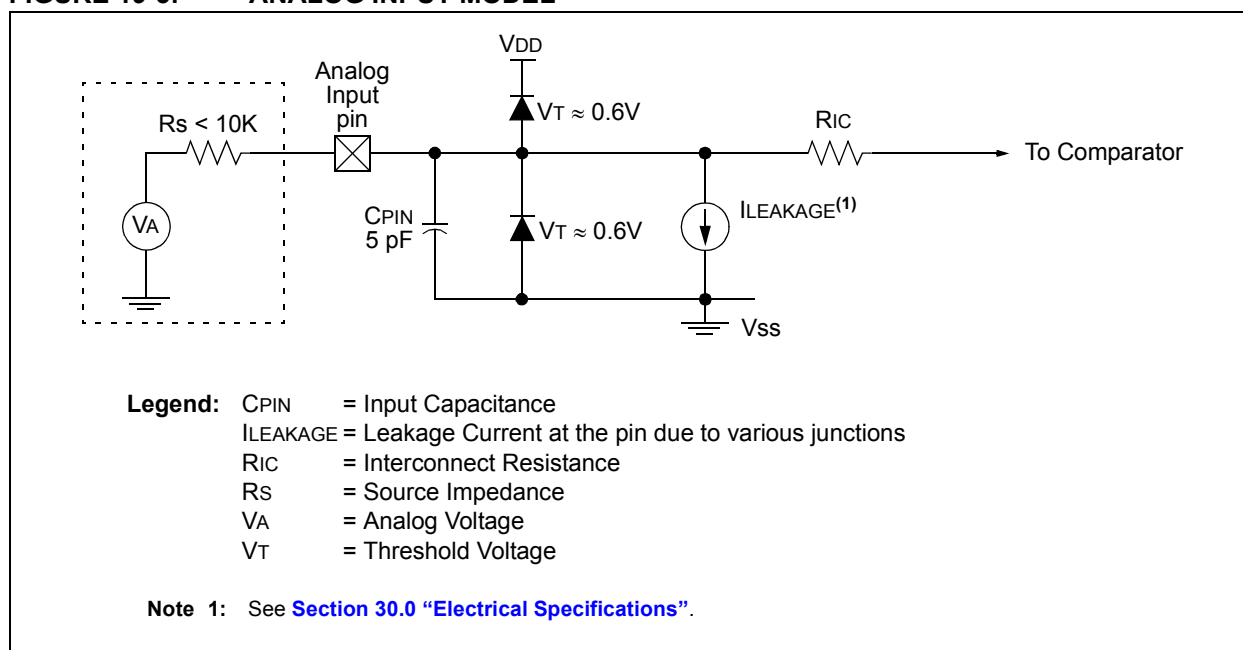 ANALOG INPUT MODEL
VDD
Analog
Input
pin
Rs < 10K
VT ≈ 0.6V
RIC
To Comparator
VA
CPIN
5 pF
VT ≈ 0.6V
ILEAKAGE(1)
Vss
Legend: CPIN = Input Capacitance
ILEAKAGE = Leakage Current at the pin due to various junctions
RIC = Interconnect Resistance
RS = Source Impedance
VA = Analog Voltage
VT = Threshold Voltage
Note 1: See Section 30.0 “Electrical Specifications”.